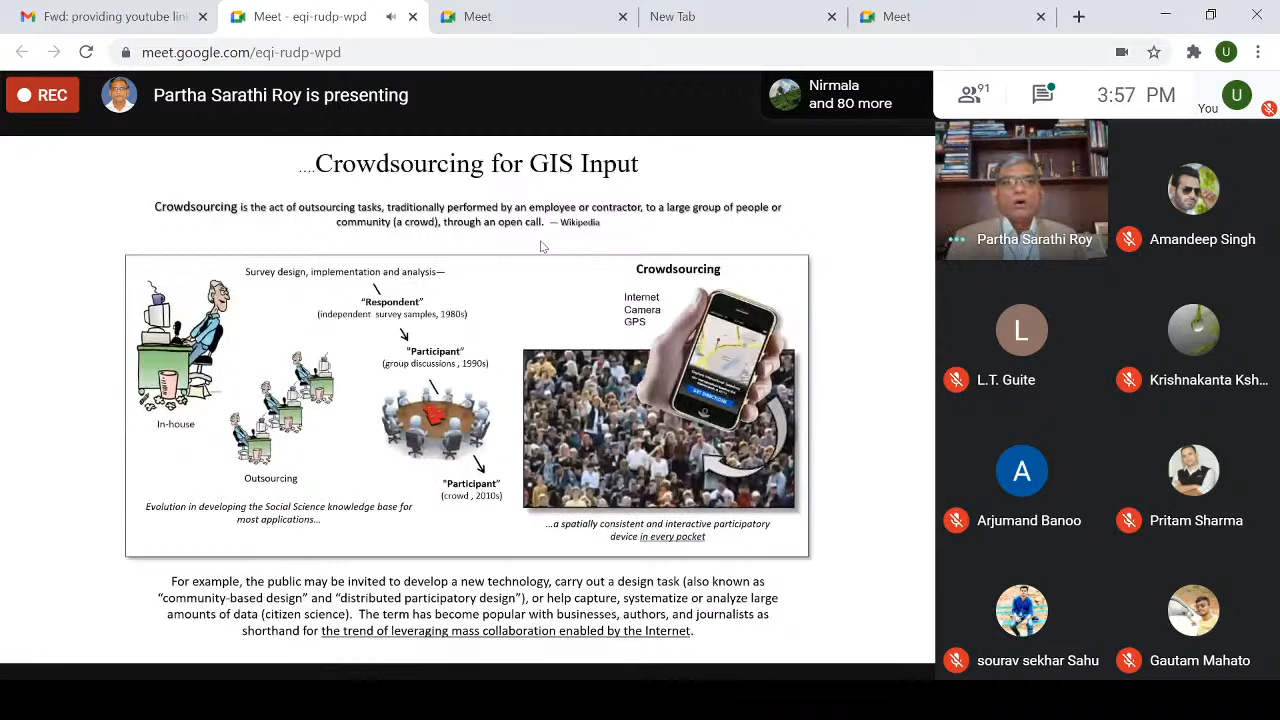 Fwd: providing youtube lin
Meet - eqi-rudp-wpd
Meet
New Tab
Meet
meet.google.com/eqi-rudp-wpd
U
REC
Partha Sarathi Roy is presenting
Nirmala
and 80 more
91
3:57 PM
You
U
....Crowdsourcing for GIS Input
Crowdsourcing is the act of outsourcing tasks, traditionally performed by an employee or contractor, to a large group of people or
community (a crowd), through an open call. — Wikipedia
Survey design, implementation and analysis—
"Respondent"
(independent survey samples, 1980s)
"Participant"
(group discussions , 1990s)
"Participant"
(crowd , 2010s)
In-house
Outsourcing
Evolution in developing the Social Science knowledge base for
most applications...
Crowdsourcing
Internet
Camera
GPS
GET DIRECTIONS
...a spatially consistent and interactive participatory
device in every pocket
For example, the public may be invited to develop a new technology, carry out a design task (also known as
“community-based design” and “distributed participatory design”), or help capture, systematize or analyze large
amounts of data (citizen science). The term has become popular with businesses, authors, and journalists as
shorthand for the trend of leveraging mass collaboration enabled by the Internet.
Partha Sarathi Roy
Amandeep Singh
L
L.T. Guite
Krishnakanta Ksh...
A
Arjumand Banoo
Pritam Sharma
sourav sekhar Sahu
Gautam Mahato